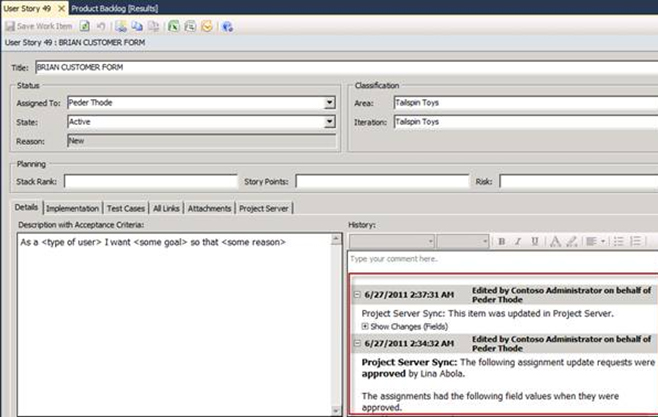 User Story 49 Product Backlog [Results]
Save Work Item
User Story 49 : BRIAN CUSTOMER FORM
Title: BRIAN CUSTOMER FORM
Status Classification
Assigned To: Peder Thode Area: Tailspin Toys
State: Active Iteration: Tailspin Toys
Reason: New
Planning
Stack Rank: Story Points: Risk:
Details Implementation Test Cases All Links Attachments Project Server
Description with Acceptance Criteria: History:
As a <type of user> I want <some goal> so that <some reason>
B I U A
Type your comment here.
6/27/2011 2:37:31 AM Edited by Contoso Administrator on behalf of
Peder Thode
Project Server Sync: This item was updated in Project Server.
Show Changes (Fields)
6/27/2011 2:34:32 AM Edited by Contoso Administrator on behalf of
Peder Thode
Project Server Sync: The following assignment update requests were
approved by Lina Abola.
The assignments had the following field values when they were
approved.